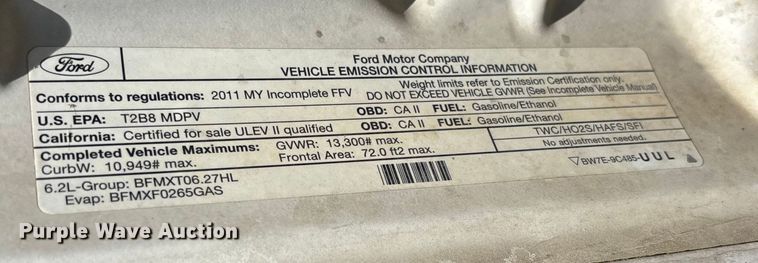 Ford
Ford Motor Company
VEHICLE EMISSION CONTROL INFORMATION
Conforms to regulations: 2011 MY Incomplete FFV
Weight limits refer to Emission Certification only.
DO NOT EXCEED VEHICLE GVWR (See Incomplete Vehicle Manual)
U.S. EPA: T2B8 MDPV OBD: CA II FUEL: Gasoline/Ethanol
California: Certified for sale ULEV II qualified OBD: CA II FUEL: Gasoline/Ethanol
Completed Vehicle Maximums: GVWR: 13,300# max.
CurbW: 10,949# max. Frontal Area: 72.0 ft2 max.
TWC/HO2S/HAFS/SFI
No adjustments needed.
6.2L-Group: BFMXT06.27HL
Evap: BFMXF0265GAS
BW7E-9C485-UUL
Purple Wave Auction